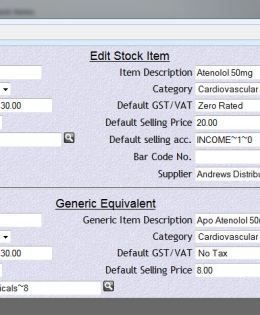 Edit Stock Item
Item Description Atenolol 50mg
Category Cardiovascular
30.00 Default GST/VAT Zero Rated
Default Selling Price 20.00
Default selling acc. INCOME~1~0
Bar Code No.
Supplier Andrews Distribu
Generic Equivalent
Generic Item Description Apo Atenolol 50m
Category Cardiovascular
30.00 Default GST/VAT No Tax
Default Selling Price 8.00
icals~8